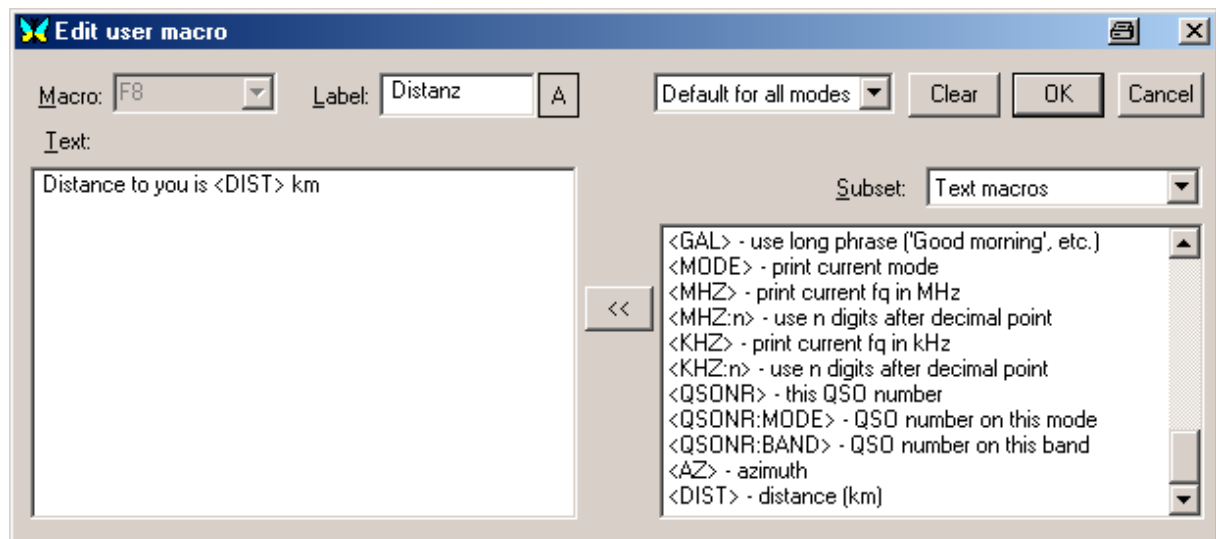 Edit user macro
Macro: F8 Label: Distanz A Default for all modes Clear OK Cancel
Text:
Distance to you is <DIST> km
Subset: Text macros
<<
<GAL> - use long phrase ('Good morning', etc.)
<MODE> - print current mode
<MHZ> - print current fq in MHz
<MHZ:n> - use n digits after decimal point
<KHZ> - print current fq in kHz
<KHZ:n> - use n digits after decimal point
<QSONR> - this QSO number
<QSONR:MODE> - QSO number on this mode
<QSONR:BAND> - QSO number on this band
<AZ> - azimuth
<DIST> - distance (km)